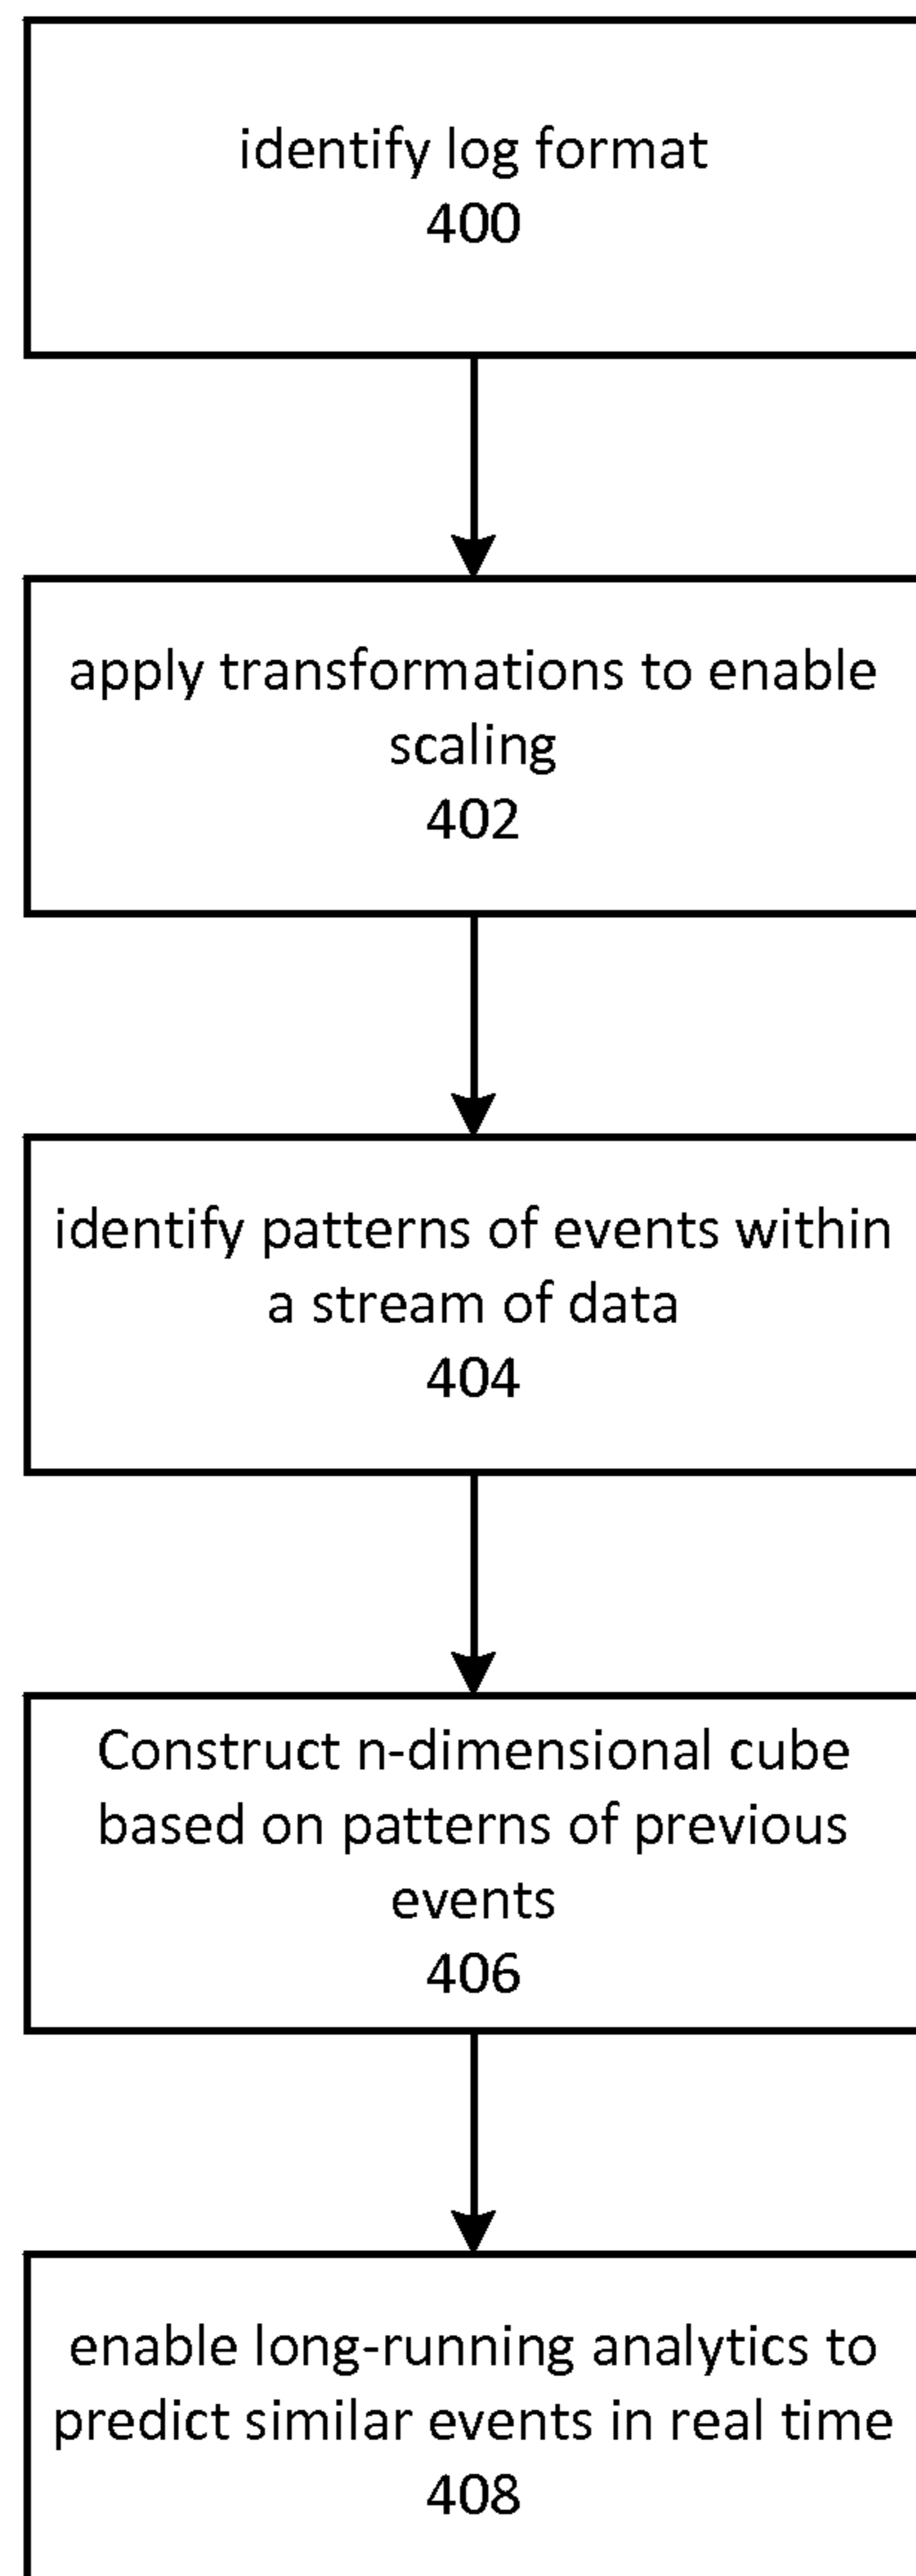 identify log format
400
apply transformations to enable
scaling
402
identify patterns of events within
a stream of data
404
Construct n-dimensional cube
based on patterns of previous
events
406
enable long-running analytics to
predict similar events in real time
408